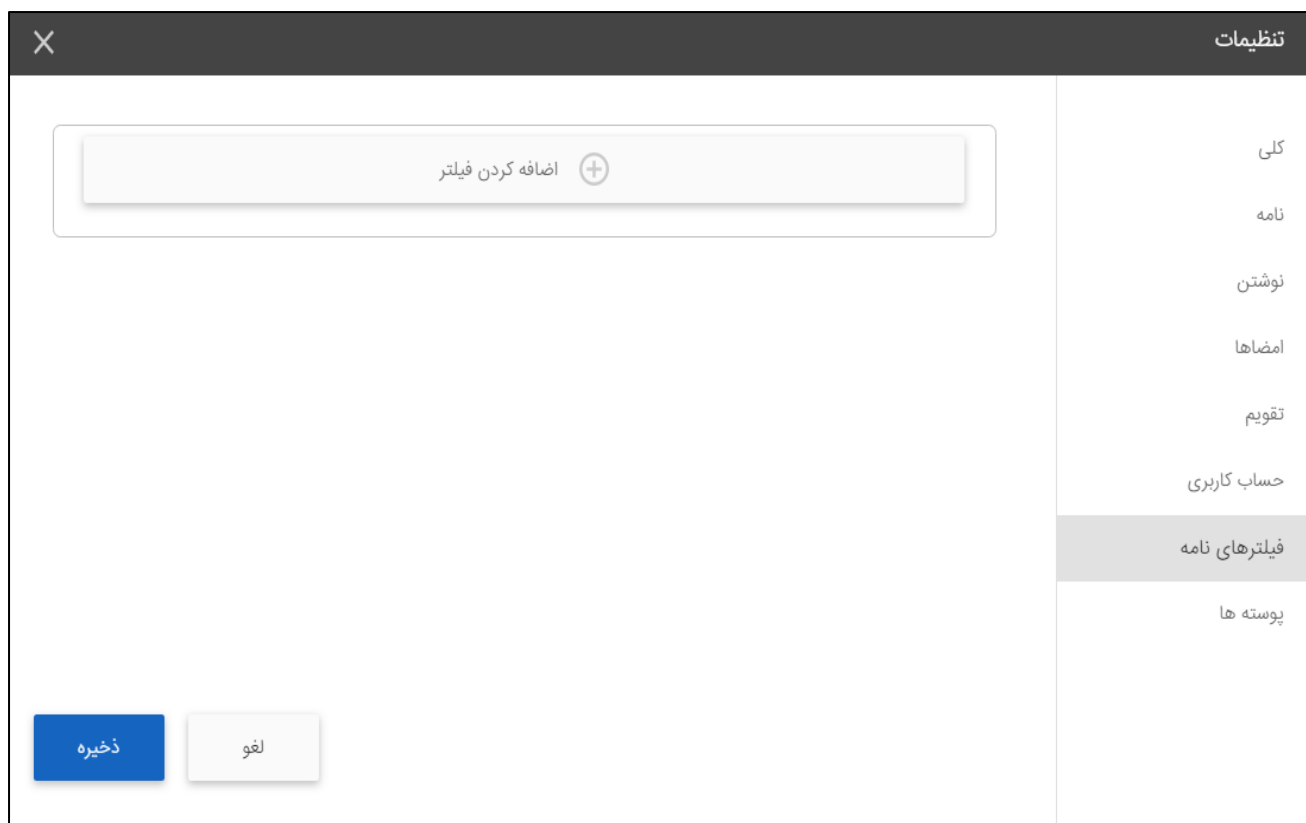 تنظیمات
کلی
نامه
نوشتن
امضاها
تقویم
حساب کاربری
فیلترهای نامه
پوسته ها
اضافه کردن فیلتر
لغو
ذخیره